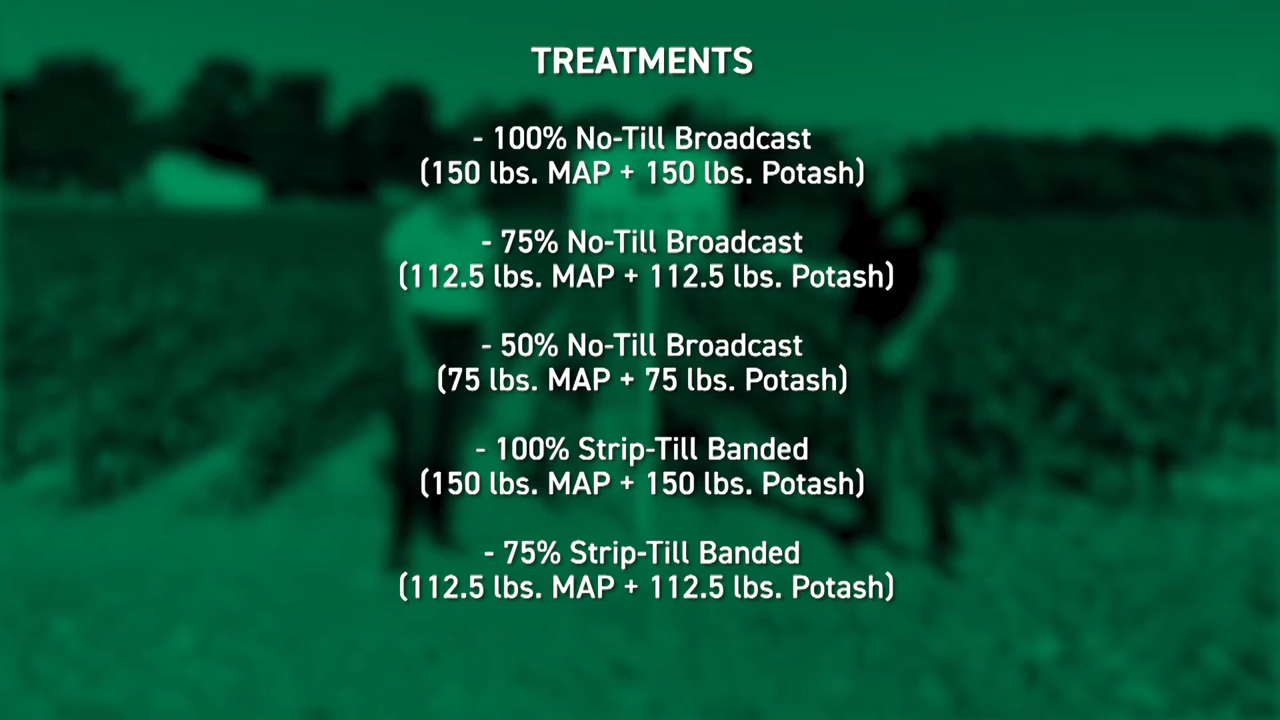 TREATMENTS
- 100% No-Till Broadcast
(150 lbs. MAP + 150 lbs. Potash)
- 75% No-Till Broadcast
(112.5 lbs. MAP + 112.5 lbs. Potash)
- 50% No-Till Broadcast
(75 lbs. MAP + 75 lbs. Potash)
- 100% Strip-Till Banded
(150 lbs. MAP + 150 lbs. Potash)
- 75% Strip-Till Banded
(112.5 lbs. MAP + 112.5 lbs. Potash)